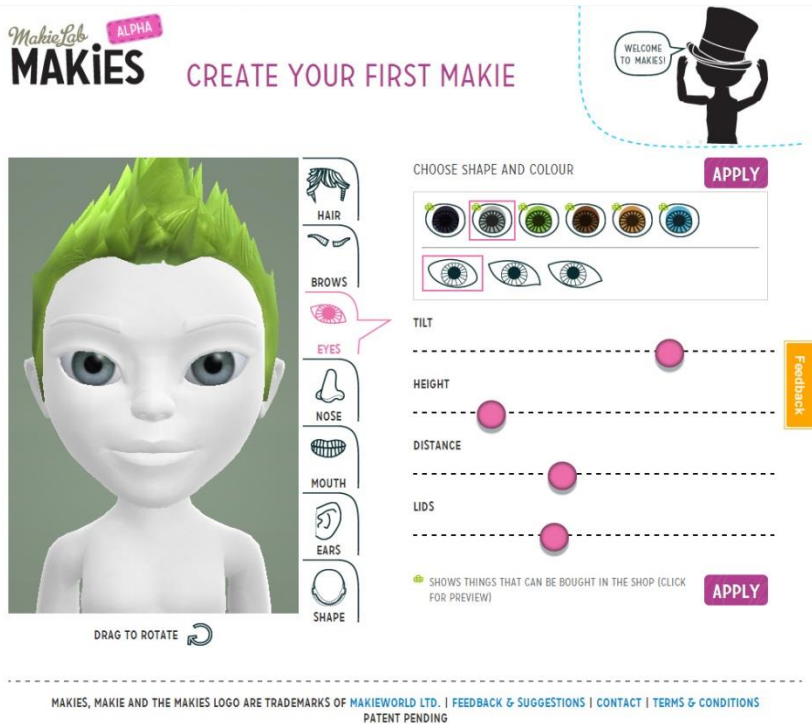 MakieLab
ALPHA
MAKiES
CREATE YOUR FIRST MAKIE
WELCOME
TO MAKIES!
HAIR
BROWS
EYES
NOSE
MOUTH
EARS
SHAPE
DRAG TO ROTATE
CHOOSE SHAPE AND COLOUR
APPLY
TILT
HEIGHT
DISTANCE
LIDS
SHOWS THINGS THAT CAN BE BOUGHT IN THE SHOP (CLICK
FOR PREVIEW)
APPLY
Feedback
MAKIES, MAKIE AND THE MAKIES LOGO ARE TRADEMARKS OF MAKIEWORLD LTD. | FEEDBACK & SUGGESTIONS | CONTACT | TERMS & CONDITIONS
PATENT PENDING